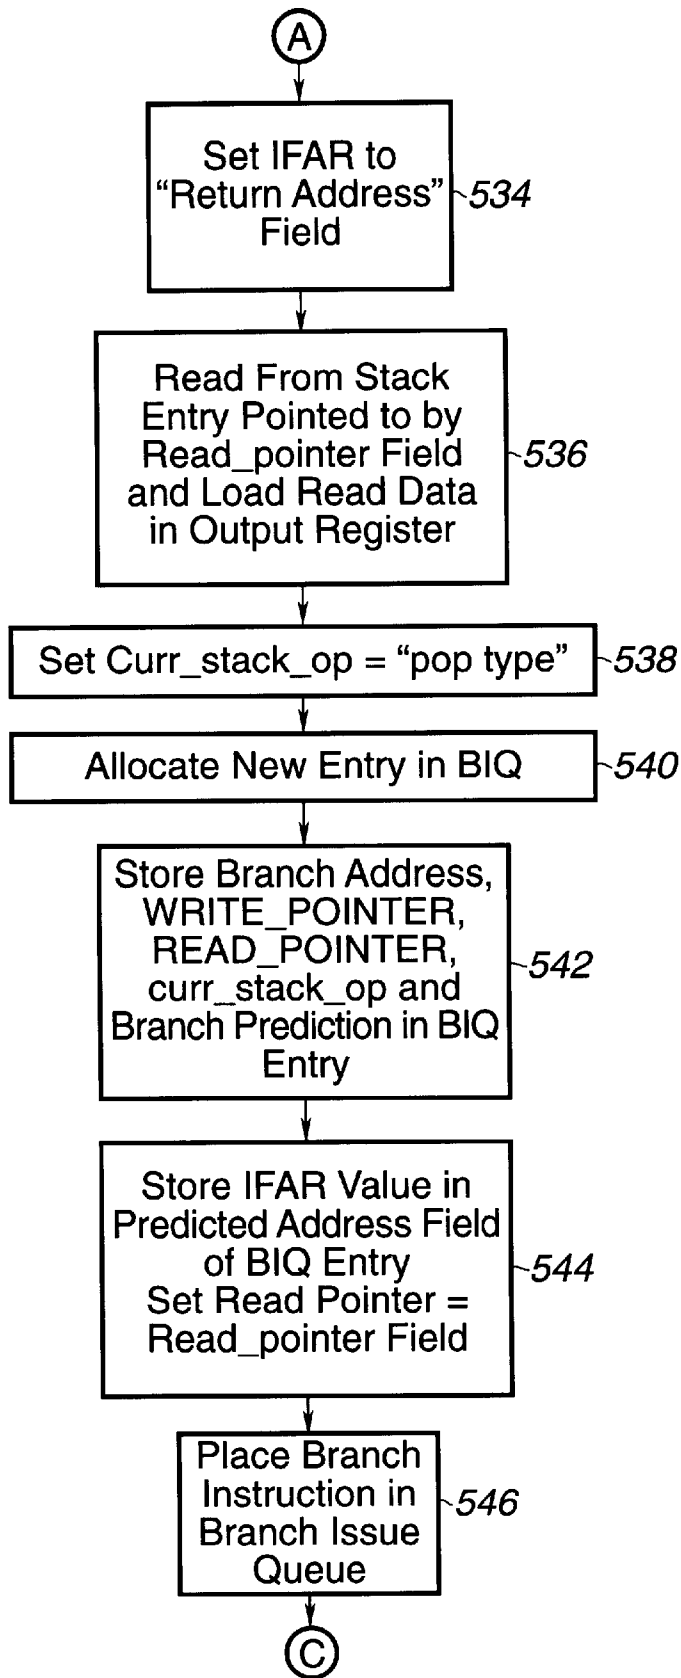 A
Set IFAR to
“Return Address”
Field
534
Read From Stack
Entry Pointed to by
Read_pointer Field
and Load Read Data
in Output Register
536
Set Curr_stack_op = “pop type”
538
Allocate New Entry in BIQ
540
Store Branch Address,
WRITE_POINTER,
READ_POINTER,
curr_stack_op and
Branch Prediction in BIQ
Entry
542
Store IFAR Value in
Predicted Address Field
of BIQ Entry
Set Read Pointer =
Read_pointer Field
544
Place Branch
Instruction in
Branch Issue
Queue
546
C